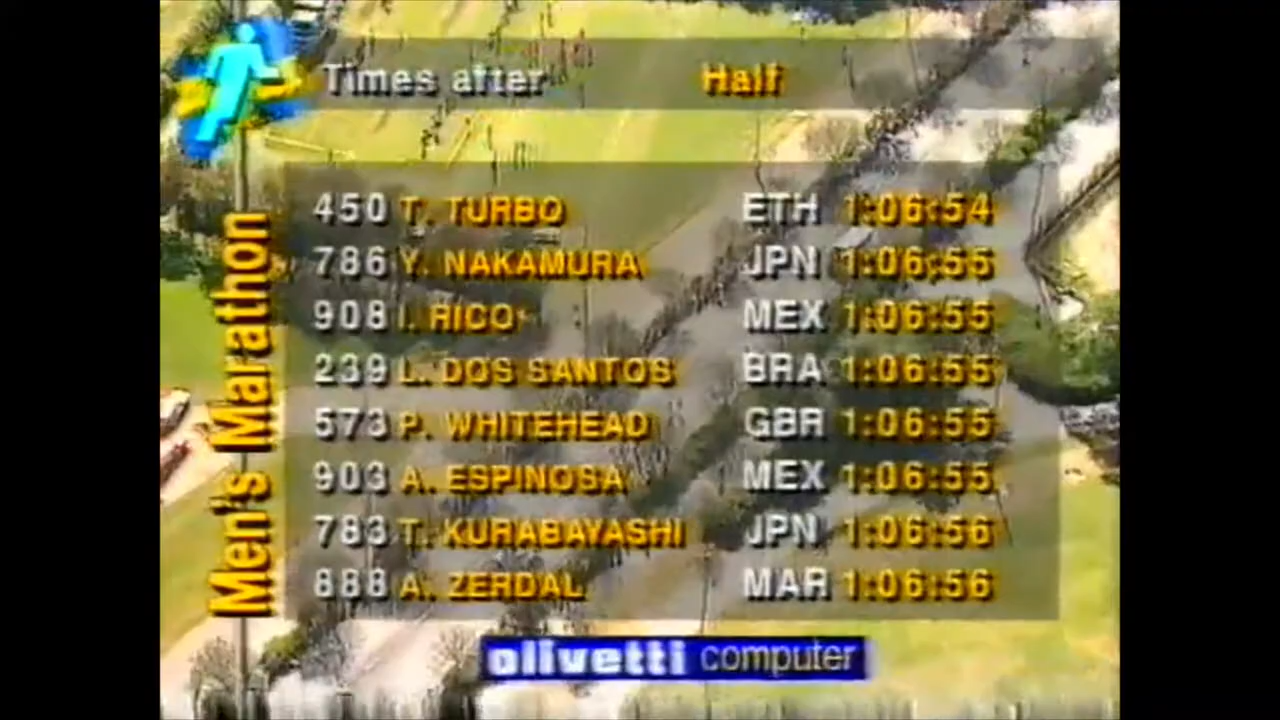 Times after Half
Men's Marathon
450 T. TURBO ETH 1:06:54
786 Y. NAKAMURA JPN 1:06:55
908 I. RICO MEX 1:06:55
239 L. DOS SANTOS BRA 1:06:55
573 P. WHITEHEAD GBR 1:06:55
903 A. ESPINOSA MEX 1:06:55
783 T. KURABAYASHI JPN 1:06:56
888 A. ZERDAL MAR 1:06:56
olivetti computer